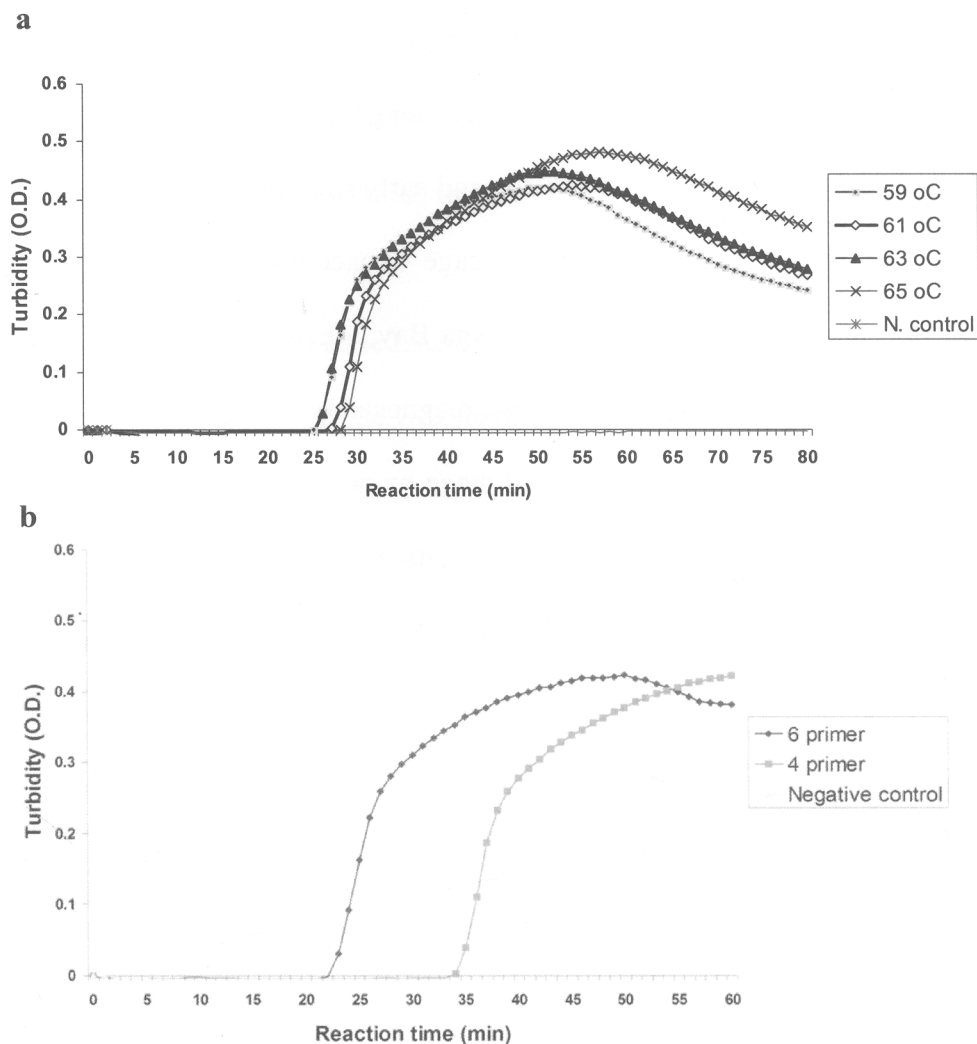 a
0.6
0.5
0.4
0.3
0.2
0.1
0
Turbidity (O.D.)
0 5 10 15 20 25 30 35 40 45 50 55 60 65 70 75 80
Reaction time (min)
59 oC
61 oC
63 oC
65 oC
N. control
b
0.6
0.5
0.4
0.3
0.2
0.1
0
Turbidity (O.D.)
0 5 10 15 20 25 30 35 40 45 50 55 60
Reaction time (min)
6 primer
4 primer
Negative control